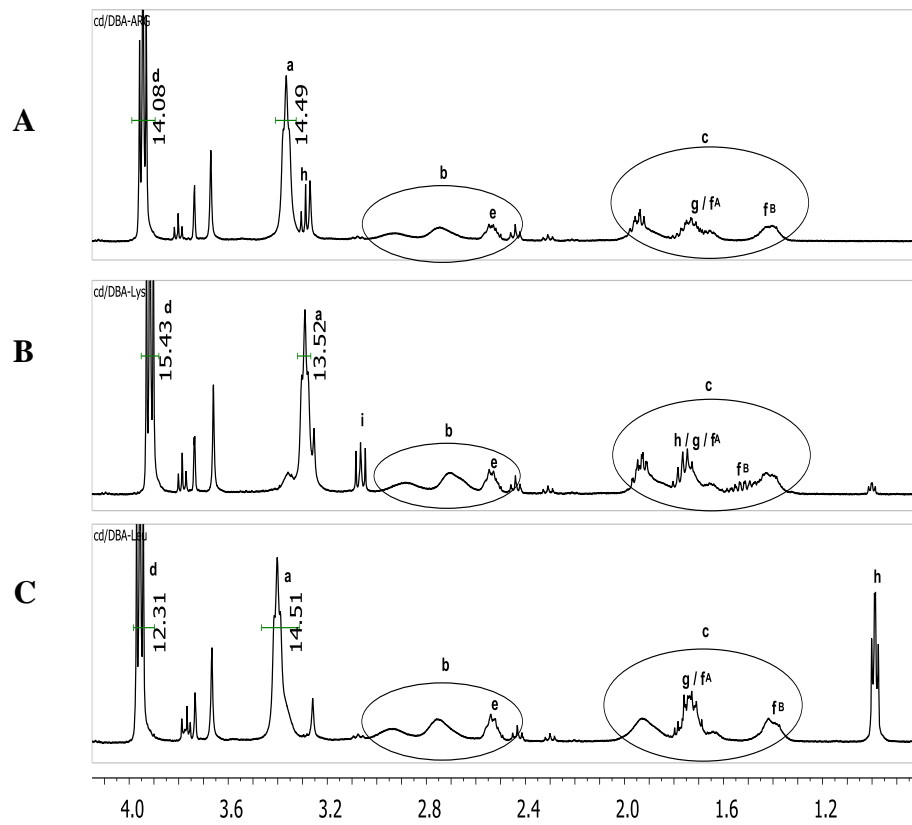 A
cd/DBA-ARG
d
14.08
a
14.49
h
b
e
c
g / fA
fB
B
cd/DBA-Lys
d
15.43
a
13.52
i
b
e
c
h / g / fA
fB
C
cd/DBA-Leu
d
12.31
a
14.51
b
e
c
g / fA
fB
h
4.0 3.6 3.2 2.8 2.4 2.0 1.6 1.2